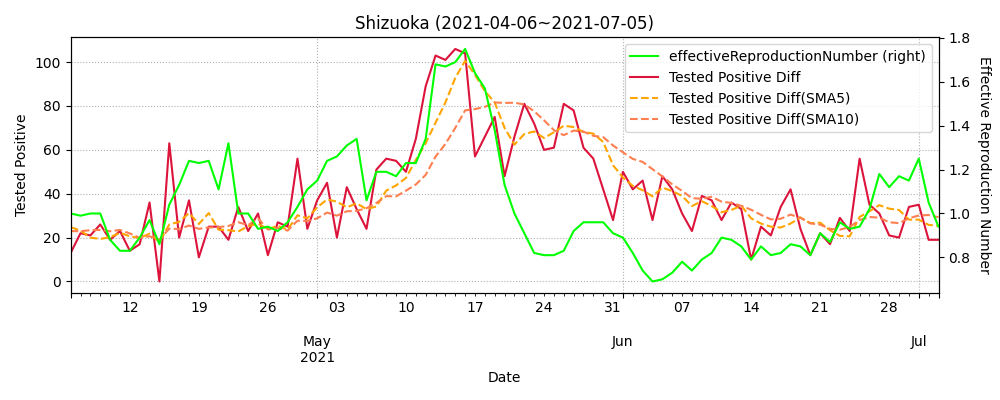 Shizuoka (2021-04-06~2021-07-05)
effectiveReproductionNumber (right)
Tested Positive Diff
Tested Positive Diff(SMA5)
Tested Positive Diff(SMA10)
Tested Positive
100
80
60
40
20
0
1.8
1.6
1.4
1.2
1.0
0.8
Effective Reproduction Number
12 19 26 03 10 17 24 31 07 14 21 28
May Jun Jul
2021
Date